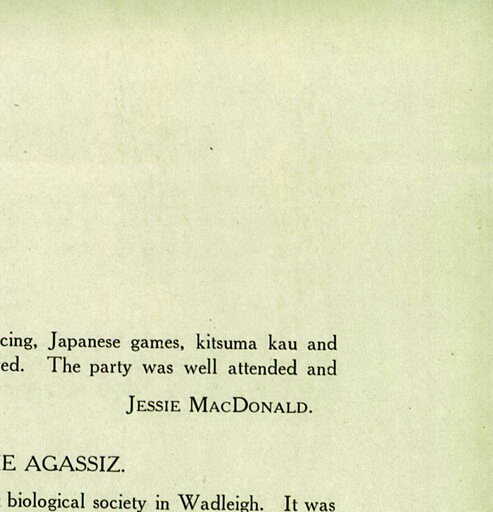 cing, Japanese games, kitsuma kau and
ed. The party was well attended and
JESSIE MACDONALD.
E AGASSIZ.
biological society in Wadleigh. It was